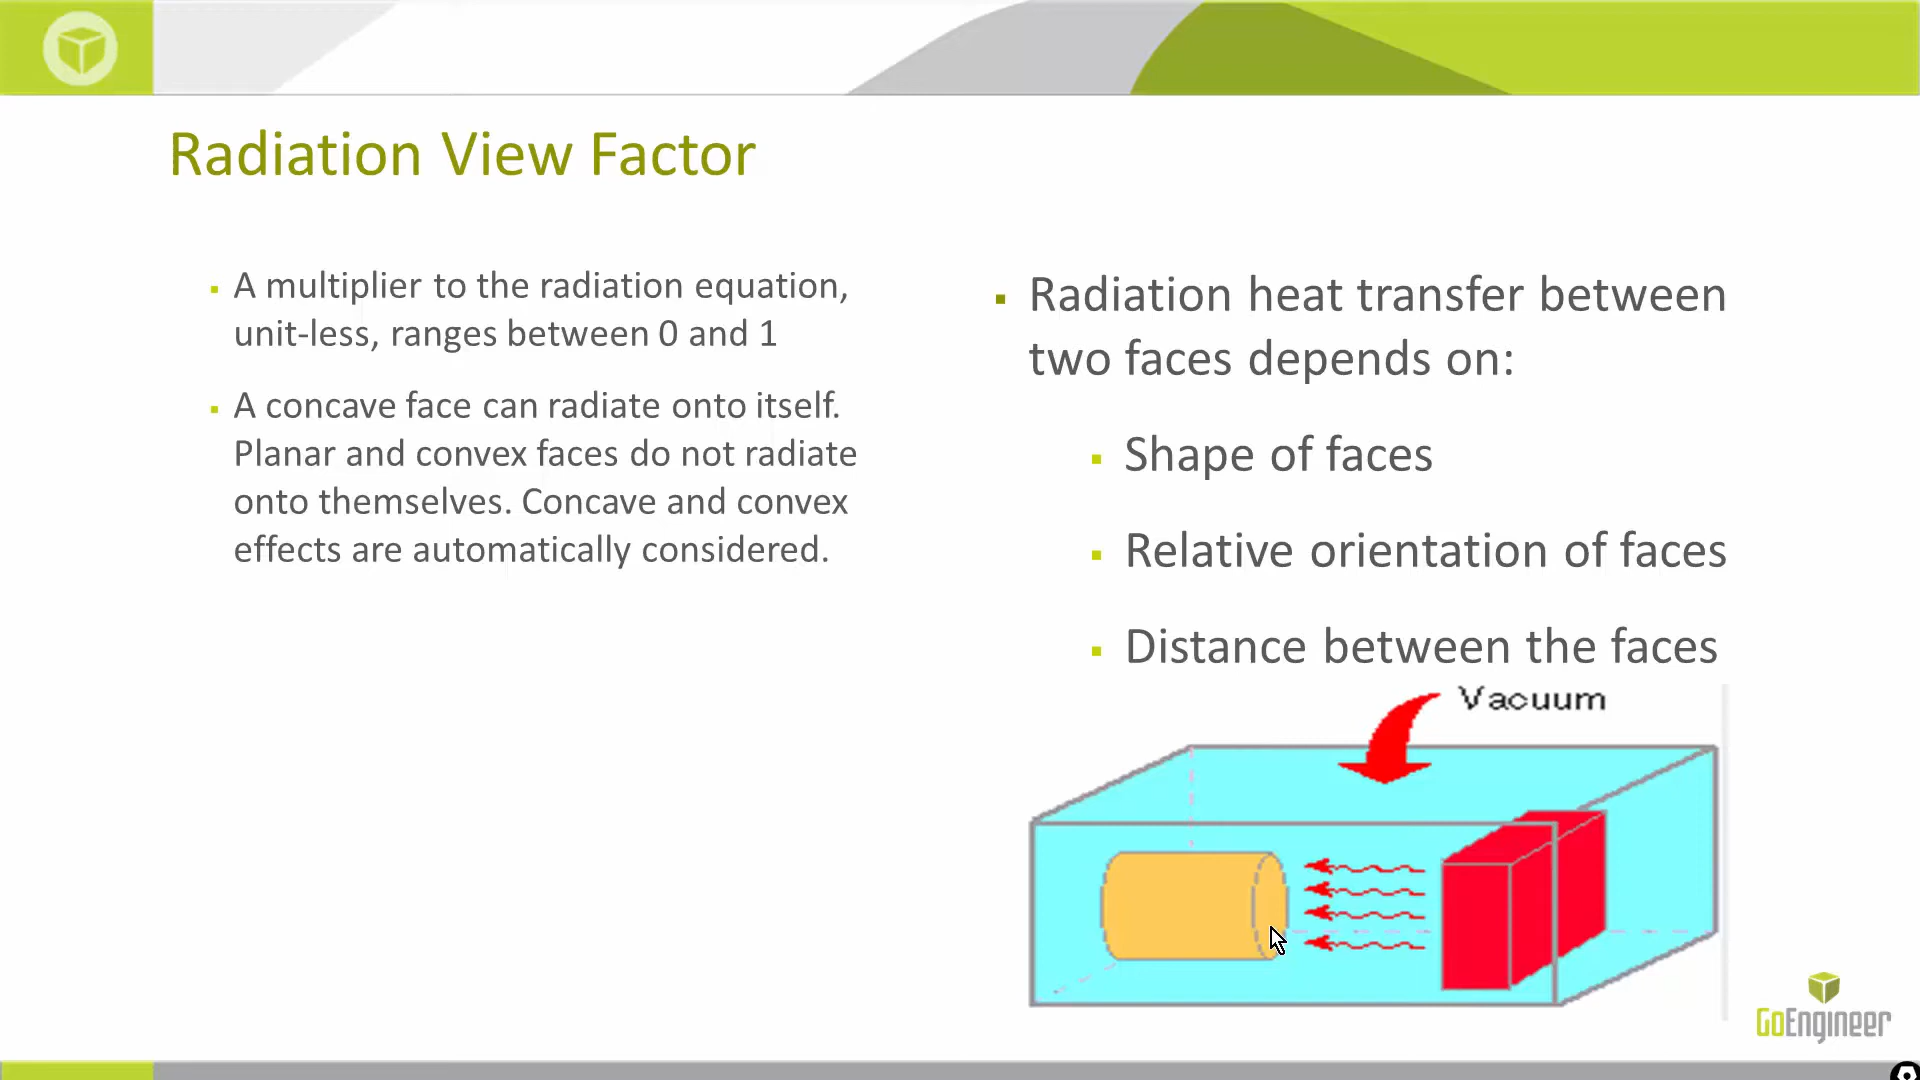 Radiation View Factor
A multiplier to the radiation equation,
unit-less, ranges between 0 and 1
A concave face can radiate onto itself.
Planar and convex faces do not radiate
onto themselves. Concave and convex
effects are automatically considered.
Radiation heat transfer between
two faces depends on:
Shape of faces
Relative orientation of faces
Distance between the faces
Vacuum
GoEngineer